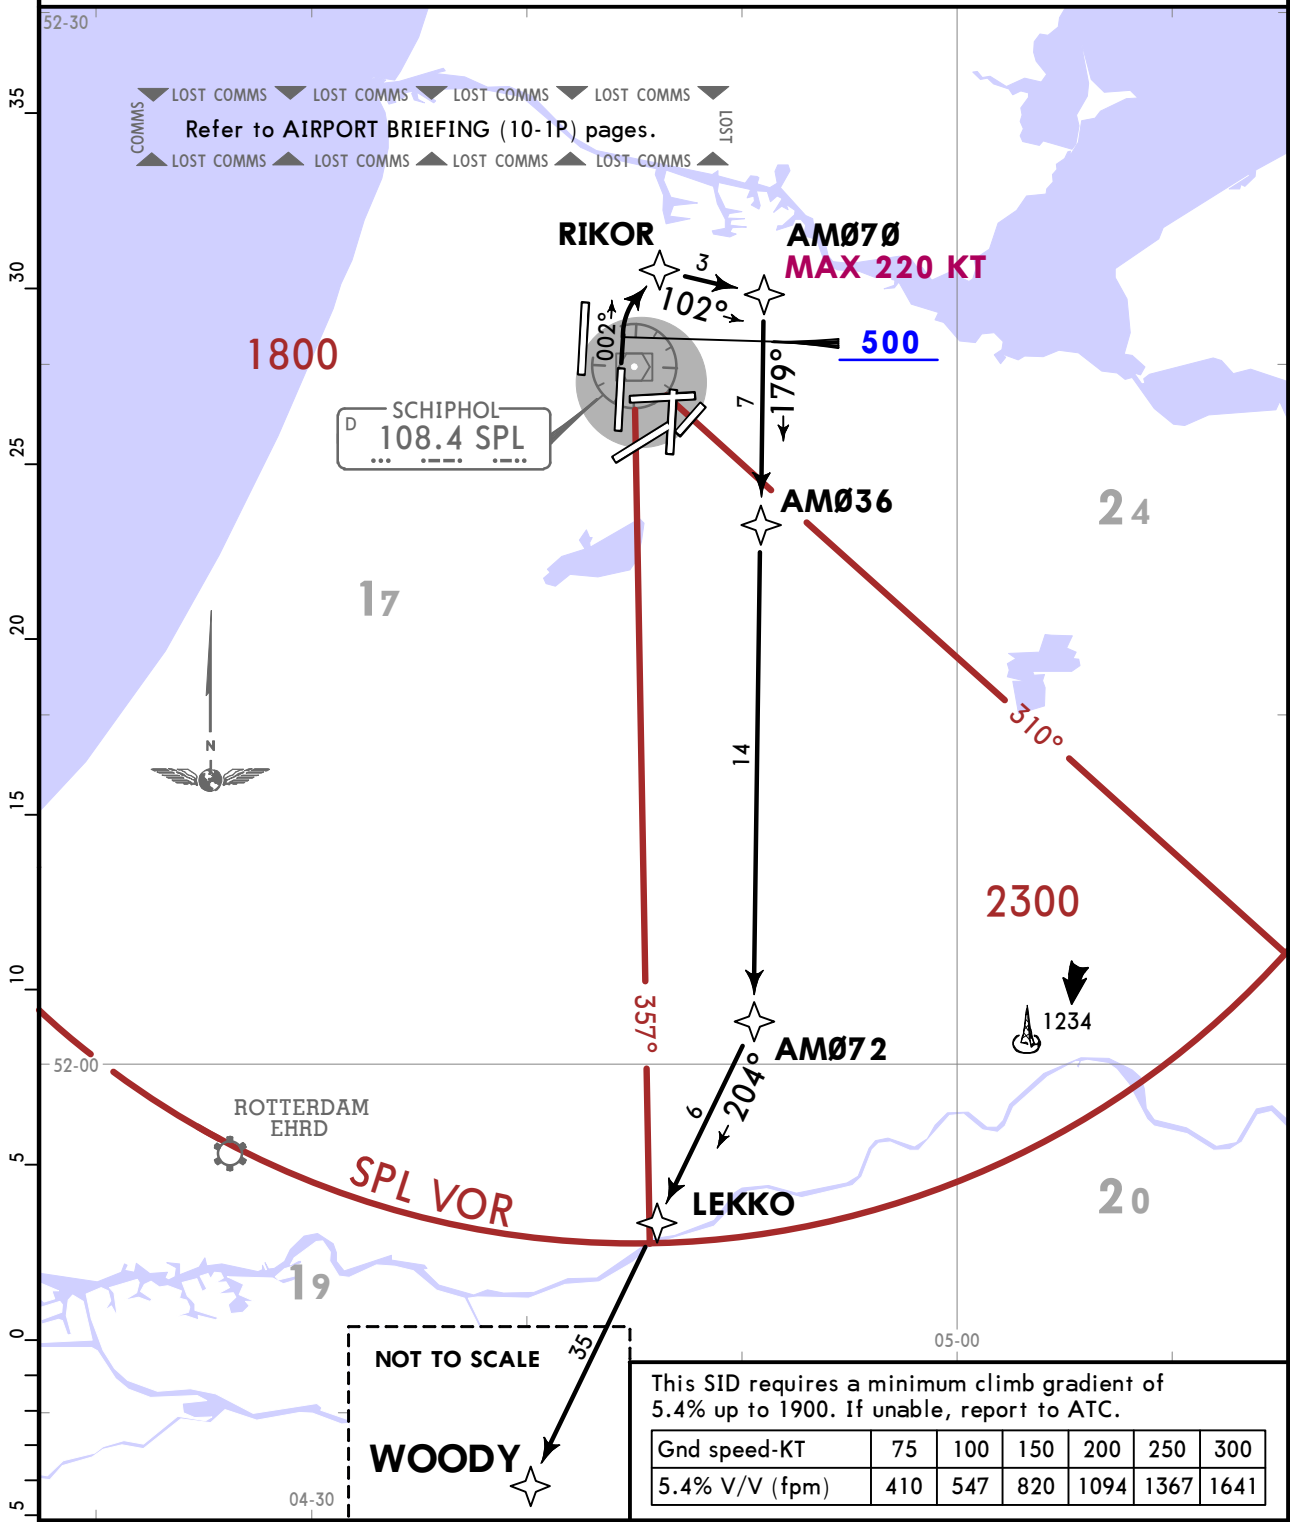 52-30
LOST COMMS LOST COMMS LOST COMMS LOST COMMS
COMMS
Refer to AIRPORT BRIEFING (10-1P) pages.
LOST
LOST COMMS LOST COMMS LOST COMMS LOST COMMS
35
RIKOR
AMØ7Ø
MAX 220 KT
30
3
102°
002°
500
1800
179°
7
SCHIPHOL
D 108.4 SPL
25
AMØ36
24
17
20
310°
N
14
15
2300
10
357°
1234
AMØ72
52-00
204°
6
ROTTERDAM
EHRD
5
SPL VOR
LEKKO
20
19
0
05-00
35
NOT TO SCALE
WOODY
04-30
5
This SID requires a minimum climb gradient of
5.4% up to 1900. If unable, report to ATC.
Gnd speed-KT 75 100 150 200 250 300
5.4% V/V (fpm) 410 547 820 1094 1367 1641